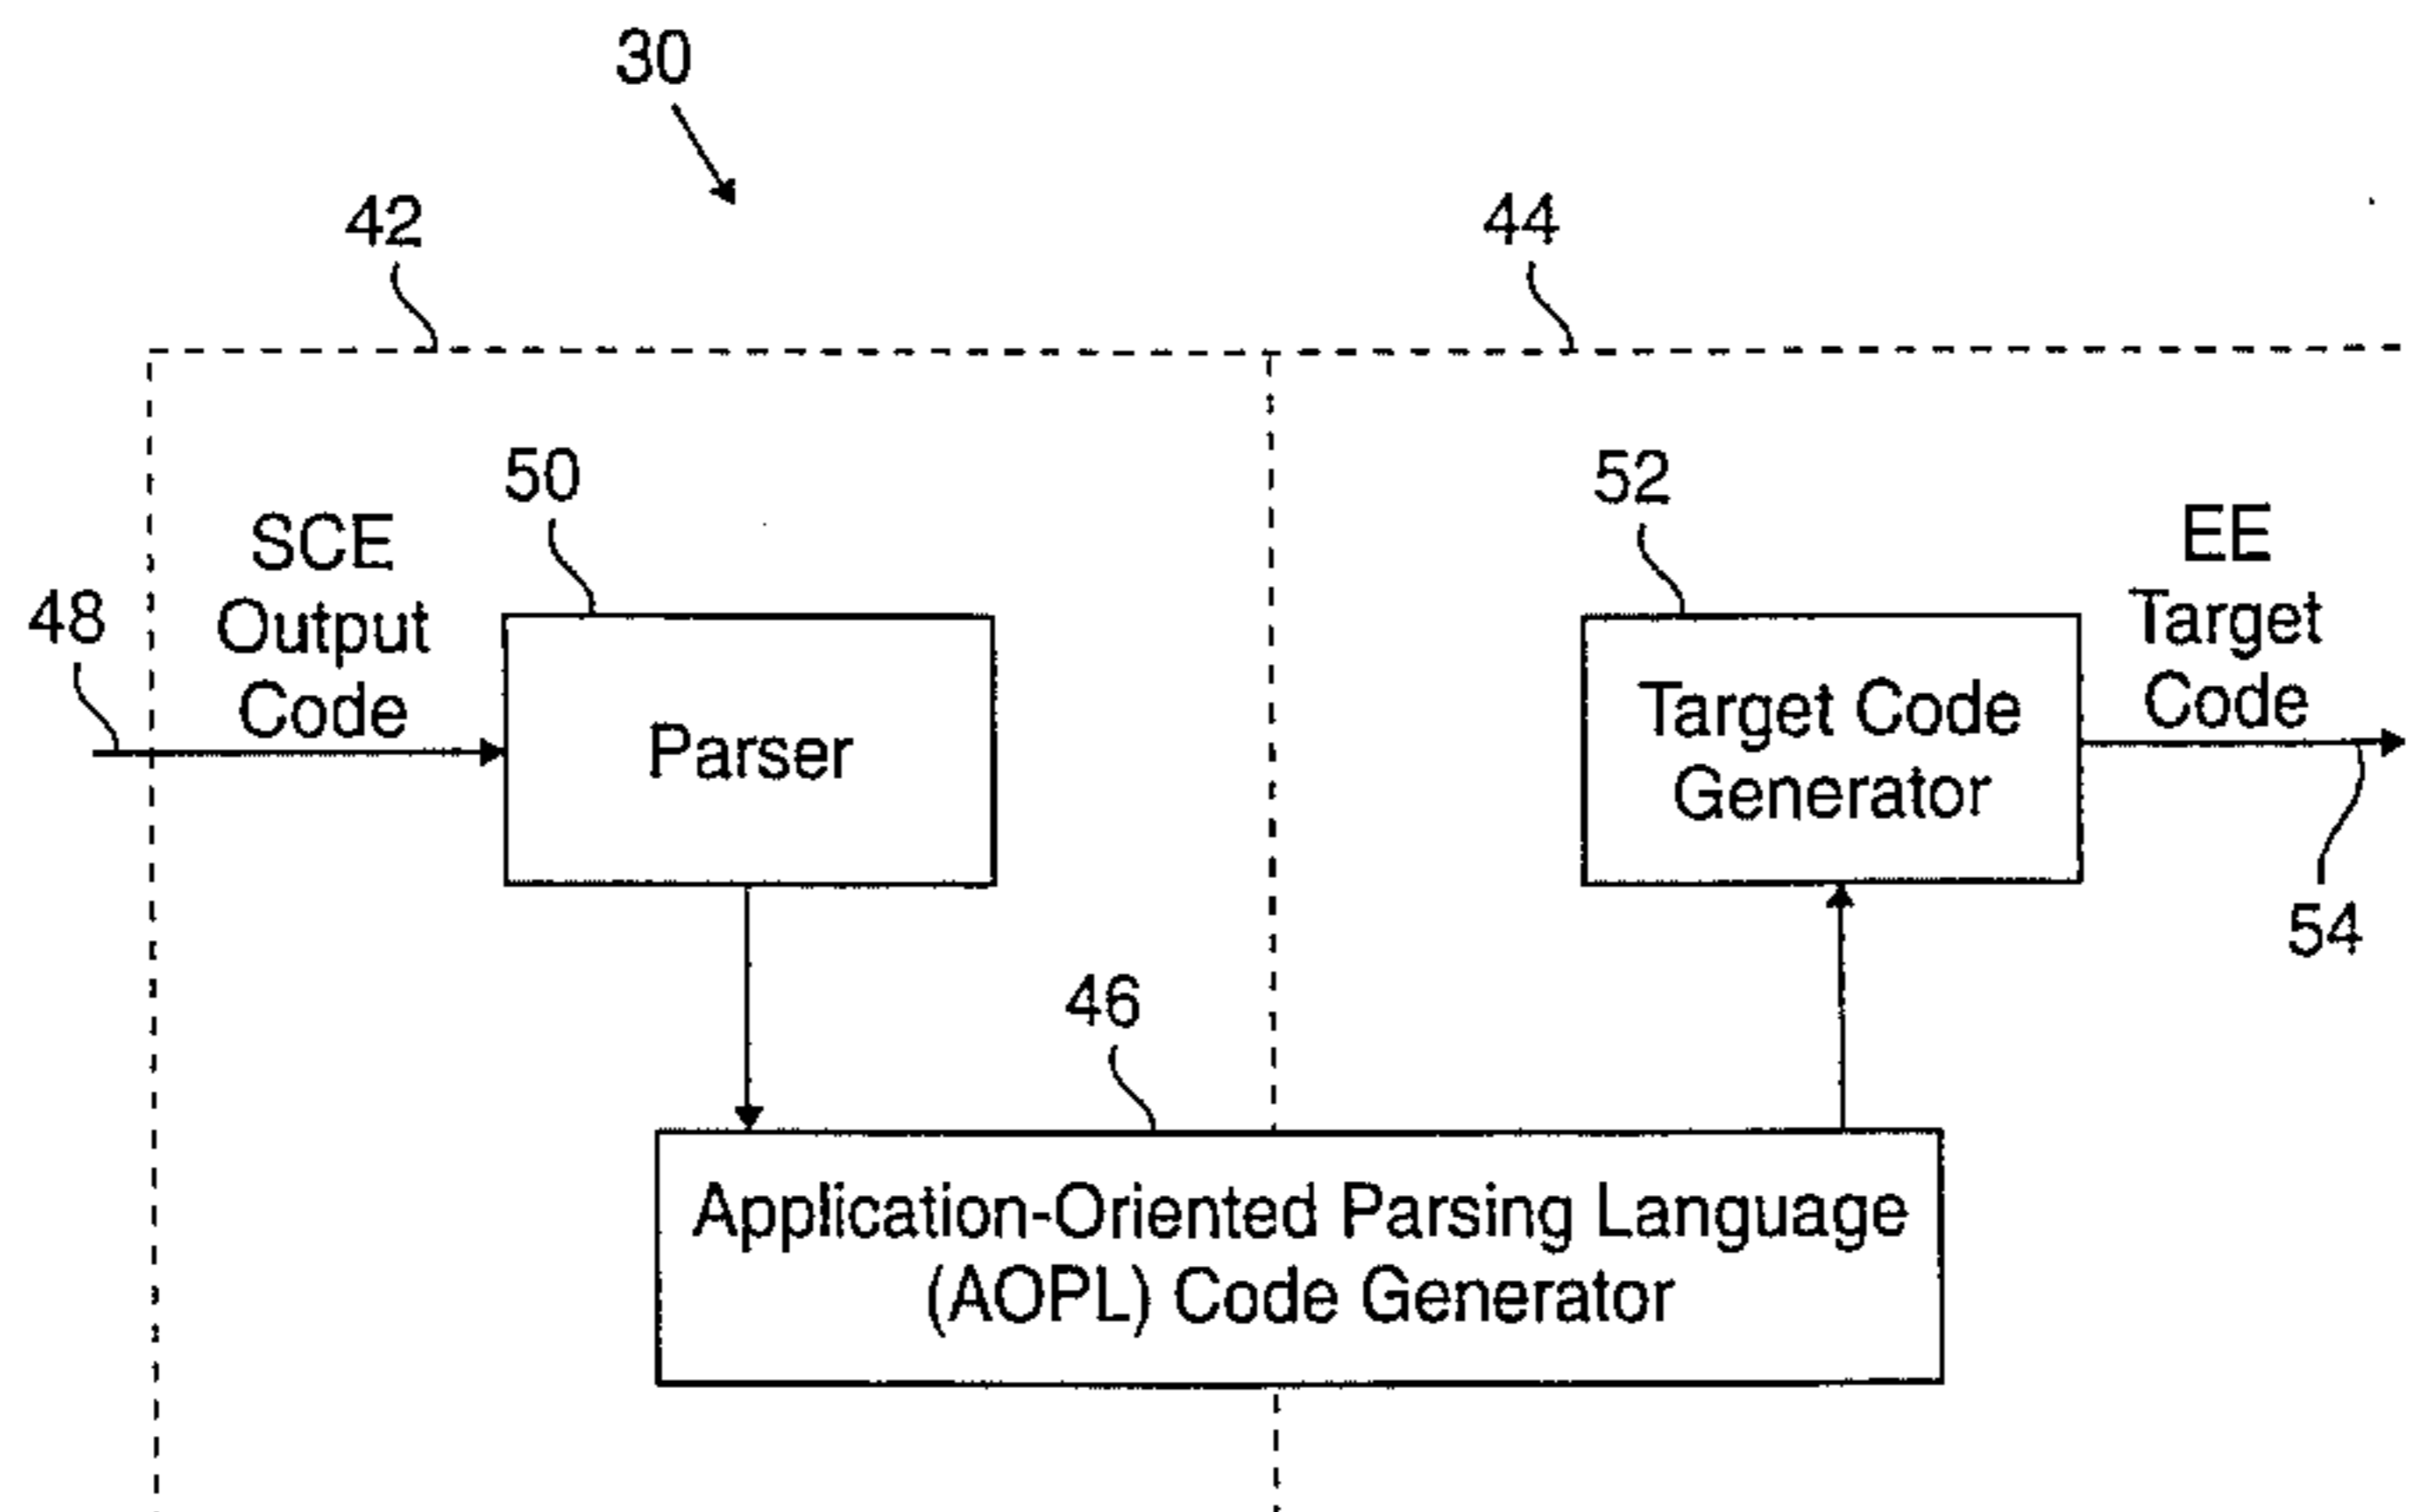 30
42
44
50
52
SCE
Output
Code
48
Parser
Target Code
Generator
EE
Target
Code
54
46
Application-Oriented Parsing Language
(AOPL) Code Generator